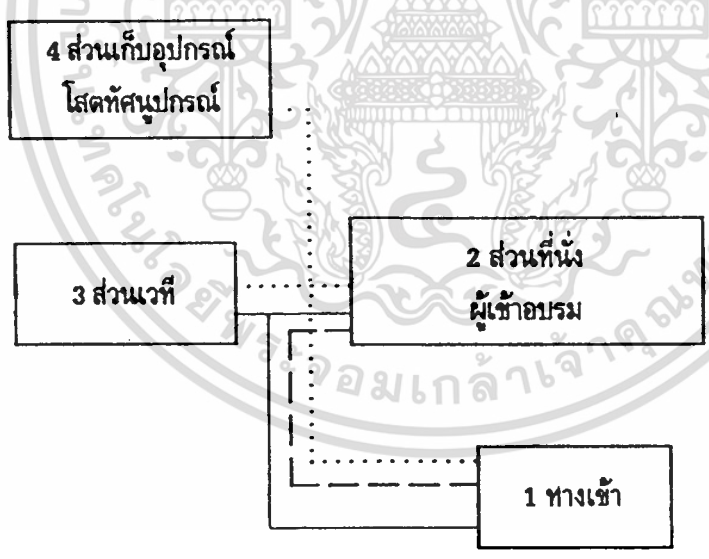 4 ส่วนเก็บอุปกรณ์
โสตทัศนูปกรณ์
3 ส่วนเวที
2 ส่วนที่นั่ง
ผู้เข้าอบรม
1 ทางเข้า